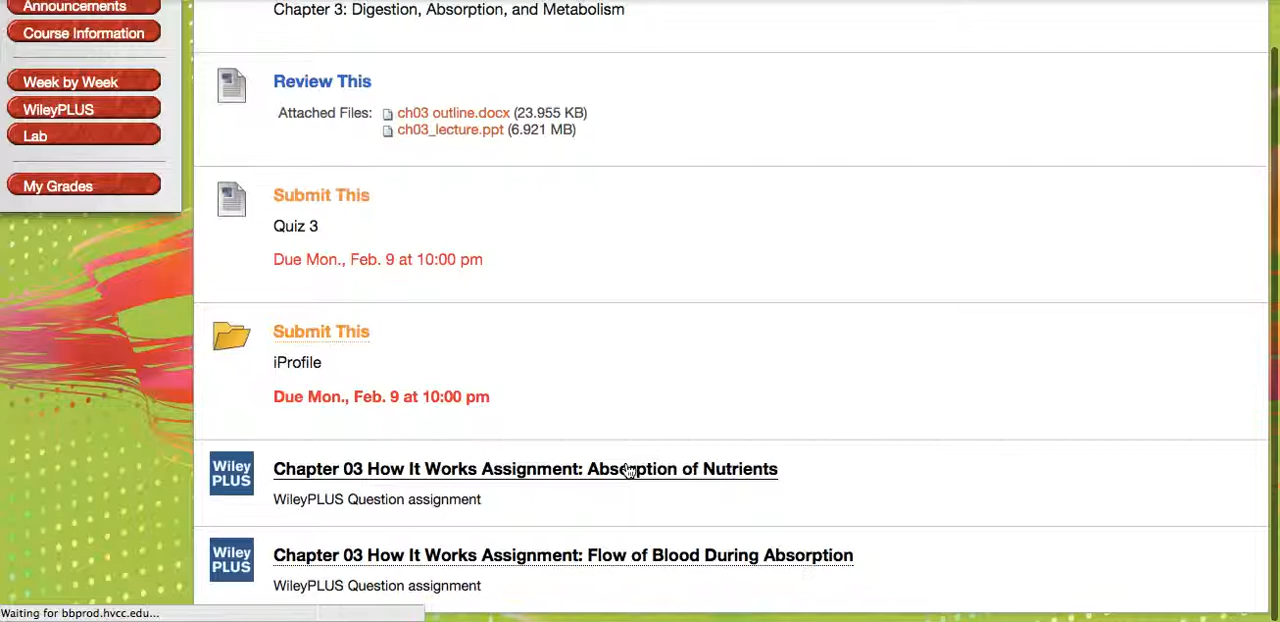 Announcements
Course Information
Week by Week
WileyPLUS
Lab
My Grades
Chapter 3: Digestion, Absorption, and Metabolism
Review This
Attached Files: ch03 outline.docx (23.955 KB)
ch03_lecture.ppt (6.921 MB)
Submit This
Quiz 3
Due Mon., Feb. 9 at 10:00 pm
Submit This
iProfile
Due Mon., Feb. 9 at 10:00 pm
Wiley
PLUS
Chapter 03 How It Works Assignment: Absorption of Nutrients
WileyPLUS Question assignment
Wiley
PLUS
Chapter 03 How It Works Assignment: Flow of Blood During Absorption
WileyPLUS Question assignment
Waiting for bbprod.hvcc.edu...